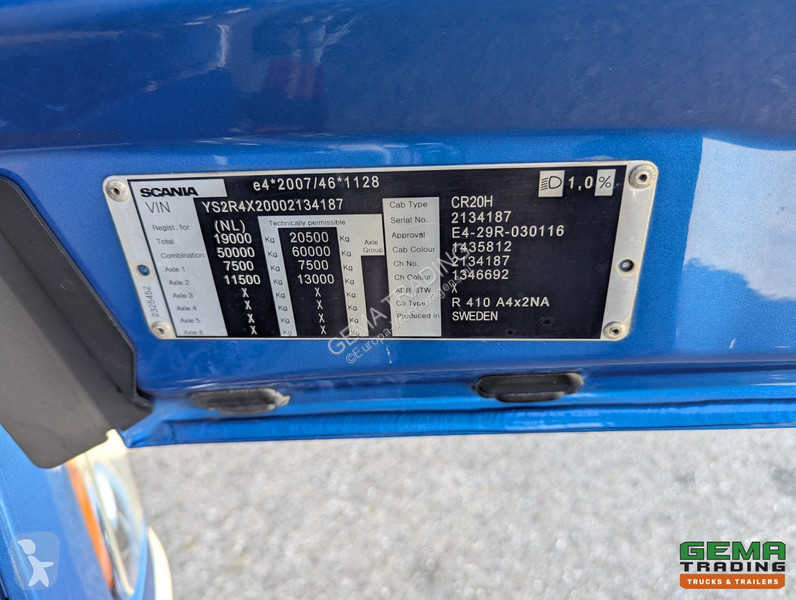 SCANIA e4*2007/46*1128 1,0%
VIN YS2R4X20002134187
Regist. for (NL) Technically permissible
Total 19000 Kg 20500 Kg Axle Group
Combination 50000 Kg 60000 Kg
Axle 1 7500 Kg 7500 Kg
Axle 2 11500 Kg 13000 Kg
Axle 3 X Kg X Kg
Axle 4 X Kg X Kg
Axle 5 X Kg X Kg
Axle 6 X Kg X Kg
2325452
Cab Type CR20H
Serial No. 2134187
Approval E4-29R-030116
Cab Colour 1435812
Ch No. 2134187
Ch Colour 1346692
R 410 A4x2NA
Produced in SWEDEN
GEMA TRADING
GEMA
TRADING
TRUCKS & TRAILERS